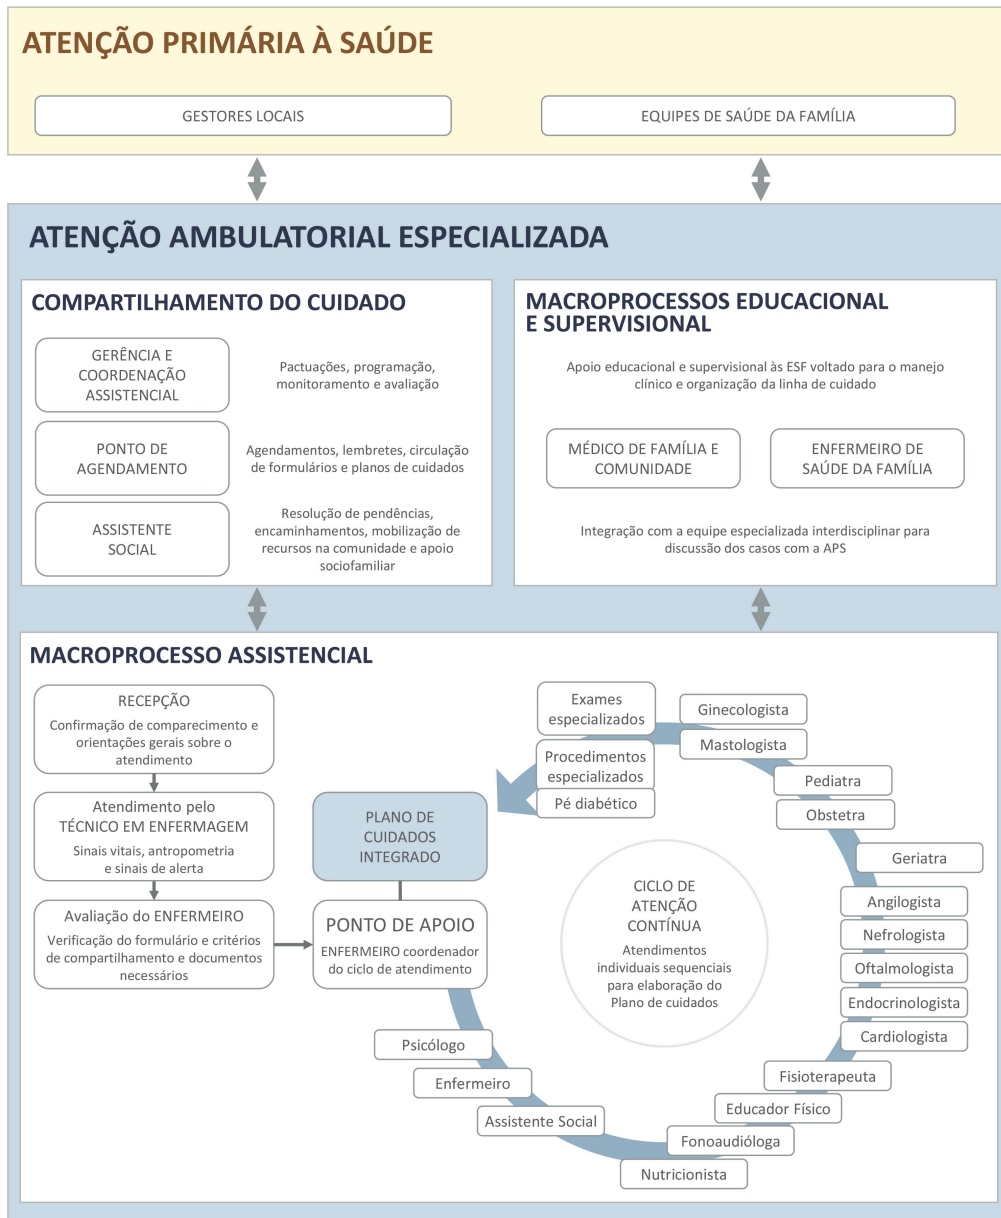 ATENÇÃO PRIMÁRIA À SAÚDE
GESTORES LOCAIS
EQUIPES DE SAÚDE DA FAMÍLIA
ATENÇÃO AMBULATORIAL ESPECIALIZADA
COMPARTILHAMENTO DO CUIDADO
GERÊNCIA E
COORDENAÇÃO
ASSISTENCIAL
Pactuações, programação,
monitoramento e avaliação
PONTO DE
AGENDAMENTO
Agendamentos, lembretes, circulação
de formulários e planos de cuidados
ASSISTENTE
SOCIAL
Resolução de pendências,
encaminhamentos, mobilização de
recursos na comunidade e apoio
sociofamiliar
MACROPROCESSOS EDUCACIONAL
E SUPERVISIONAL
Apoio educacional e supervisional às ESF voltado para o manejo
clínico e organização da linha de cuidado
MÉDICO DE FAMÍLIA E
COMUNIDADE
ENFERMEIRO DE
SAÚDE DA FAMÍLIA
Integração com a equipe especializada interdisciplinar para
discussão dos casos com a APS
MACROPROCESSO ASSISTENCIAL
RECEPÇÃO
Confirmação de comparecimento e
orientações gerais sobre o
atendimento
Atendimento pelo
TÉCNICO EM ENFERMAGEM
Sinais vitais, antropometria
e sinais de alerta
Avaliação do ENFERMEIRO
Verificação do formulário e critérios
de compartilhamento e documentos
necessários
PLANO DE
CUIDADOS
INTEGRADO
PONTO DE APOIO
ENFERMEIRO coordenador
do ciclo de atendimento
CICLO DE
ATENÇÃO
CONTÍNUA
Atendimentos
individuais sequenciais
para elaboração do
Plano de cuidados
Exames
especializados
Procedimentos
especializados
Pé diabético
Ginecologista
Mastologista
Pediatra
Obstetra
Geriatra
Angilogista
Nefrologista
Oftalmologista
Endocrinologista
Cardiologista
Fisioterapeuta
Educador Físico
Fonoaudióloga
Nutricionista
Assistente Social
Enfermeiro
Psicólogo